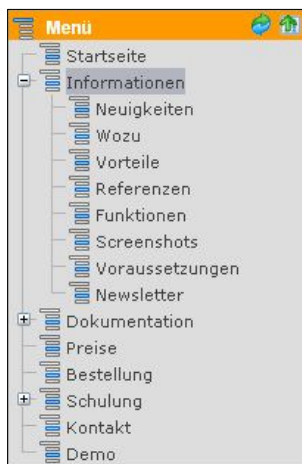 Menü
Startseite
Informationen
Neuigkeiten
Wozu
Vorteile
Referenzen
Funktionen
Screenshots
Voraussetzungen
Newsletter
Dokumentation
Preise
Bestellung
Schulung
Kontakt
Demo